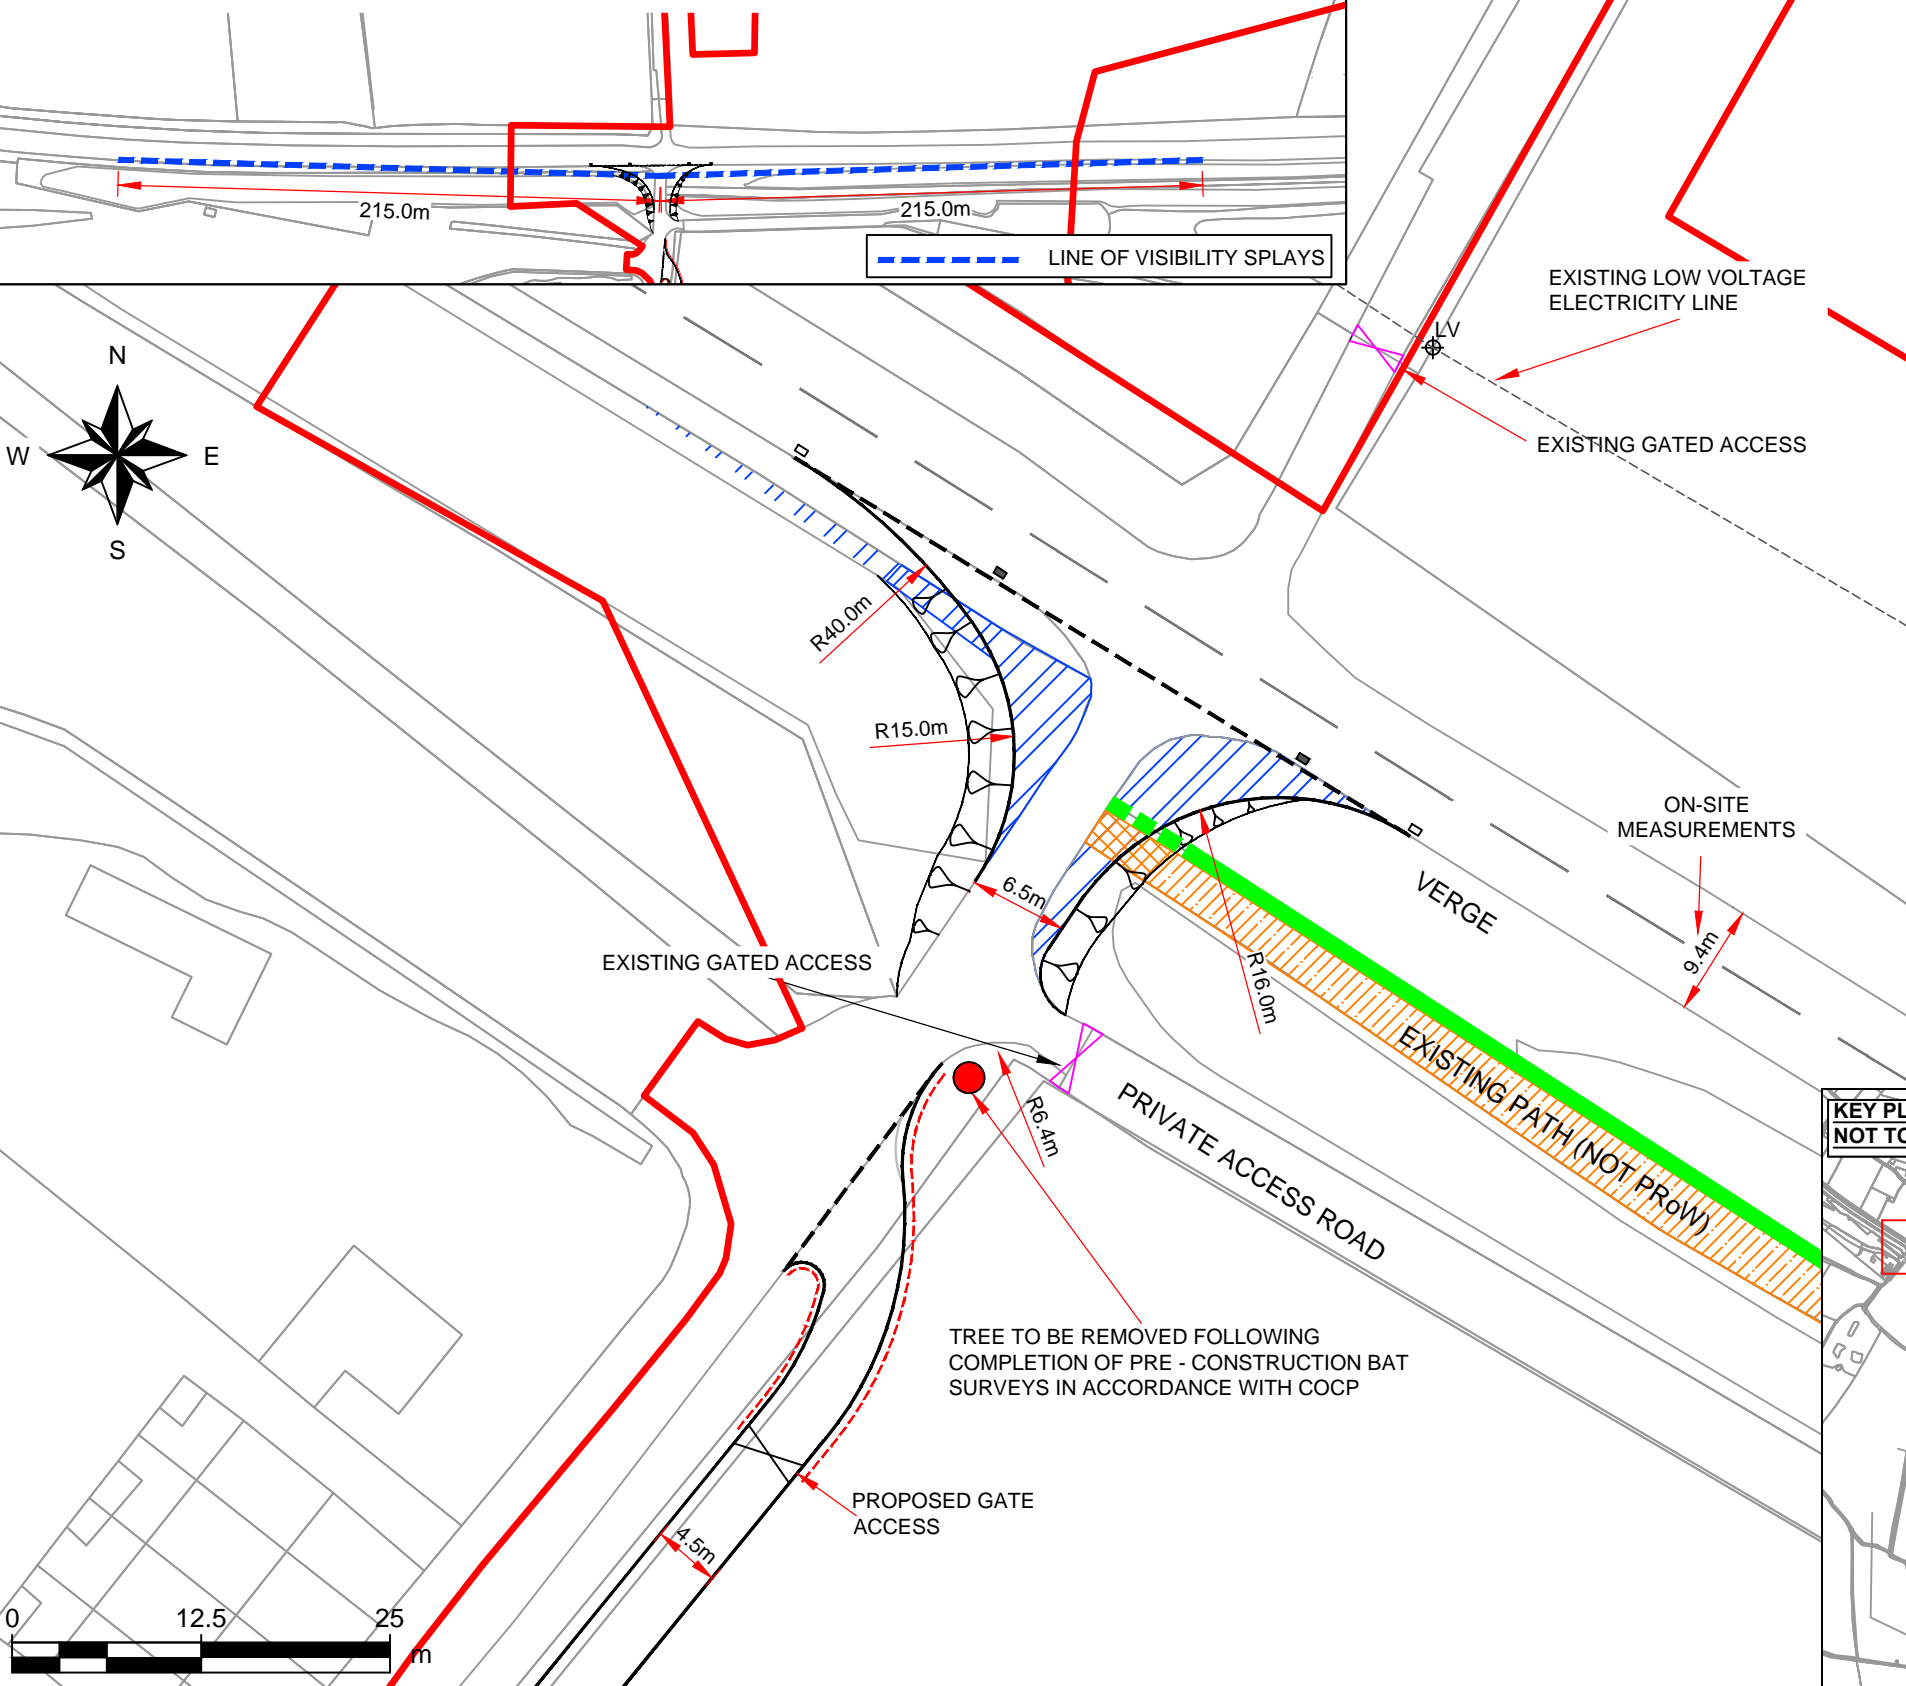 215.0m
215.0m
LINE OF VISIBILITY SPLAYS
EXISTING LOW VOLTAGE
ELECTRICITY LINE
LV
EXISTING GATED ACCESS
N
W
E
S
R40.0m
R15.0m
6.5m
R16.0m
VERGE
ON-SITE
MEASUREMENTS
9.4m
EXISTING GATED ACCESS
EXISTING PATH (NOT PRoW)
PRIVATE ACCESS ROAD
R6.4m
KEY PL
NOT TO
TREE TO BE REMOVED FOLLOWING
COMPLETION OF PRE - CONSTRUCTION BAT
SURVEYS IN ACCORDANCE WITH COCP
PROPOSED GATE
ACCESS
4.5m
0
12.5
25
m